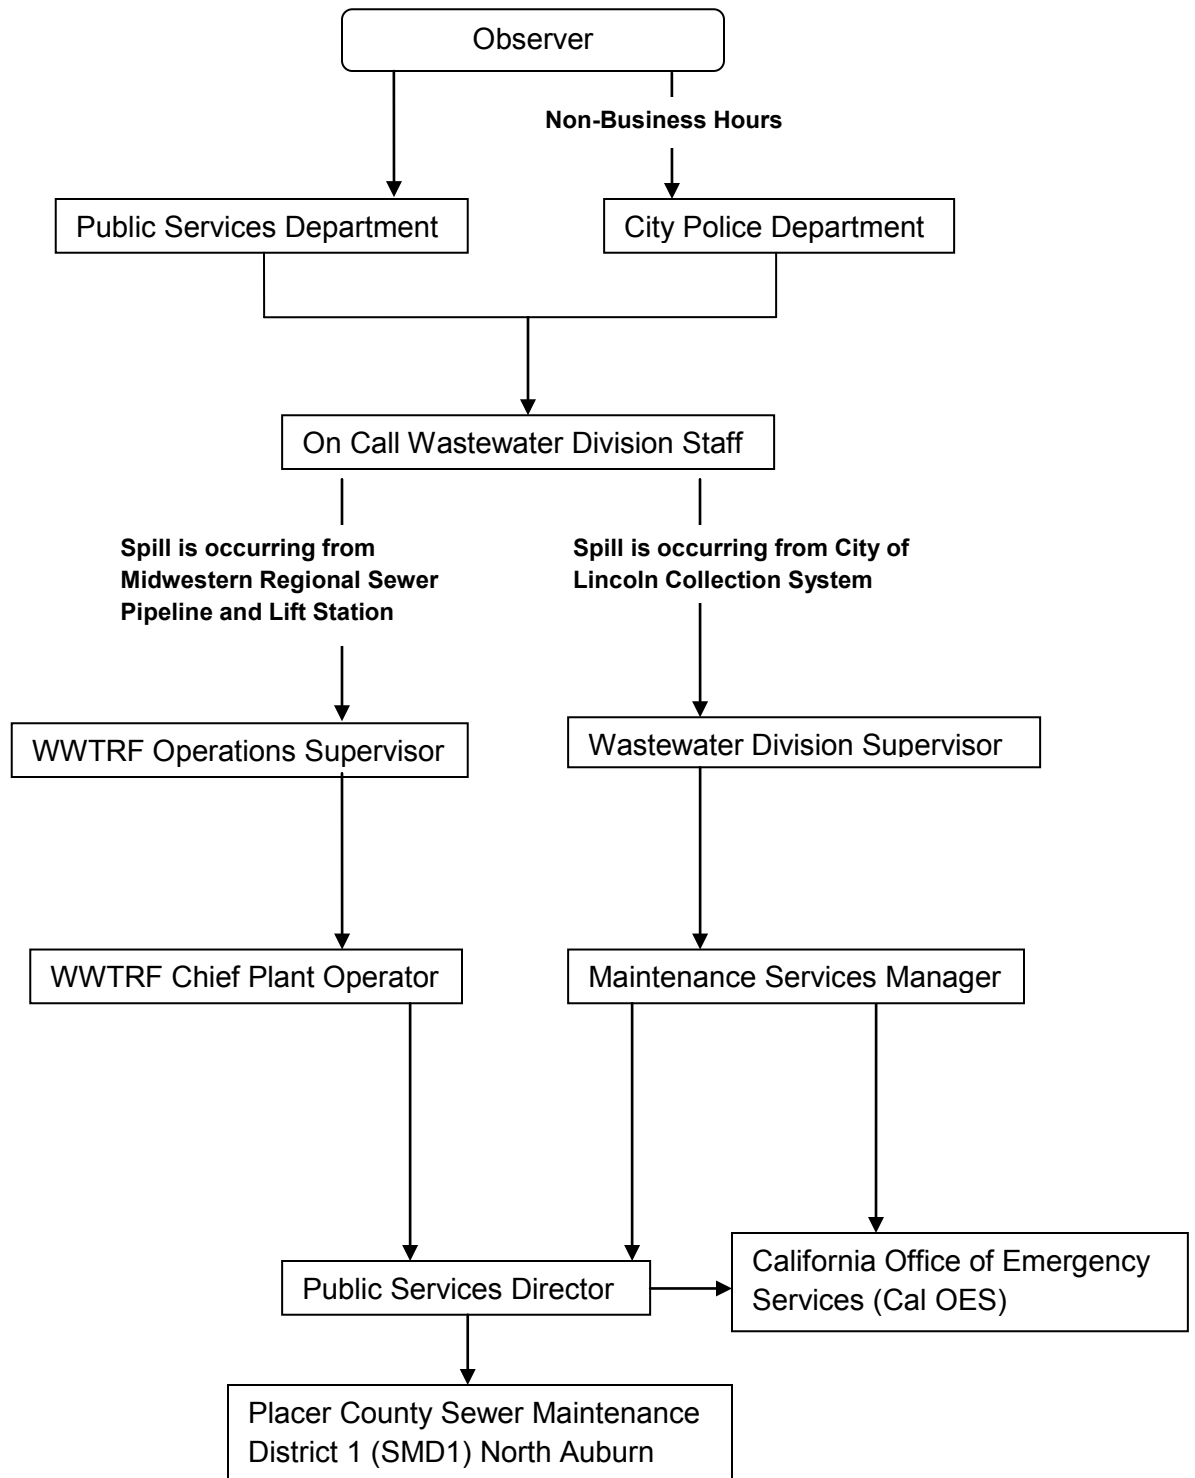 Observer
Non-Business Hours
Public Services Department
City Police Department
On Call Wastewater Division Staff
Spill is occurring from
Midwestern Regional Sewer
Pipeline and Lift Station
Spill is occurring from City of
Lincoln Collection System
WWTRF Operations Supervisor
Wastewater Division Supervisor
WWTRF Chief Plant Operator
Maintenance Services Manager
Public Services Director
California Office of Emergency
Services (Cal OES)
Placer County Sewer Maintenance
District 1 (SMD1) North Auburn